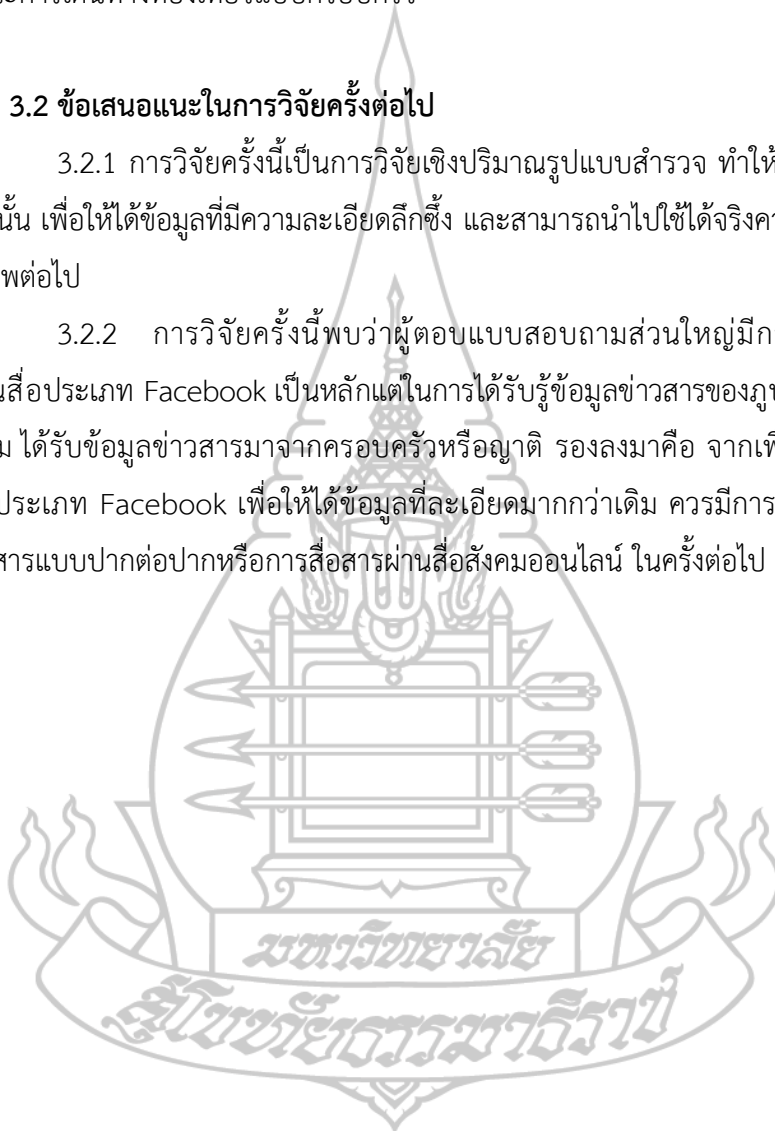 3.2 ข้อเสนอแนะในการวิจัยครั้งต่อไป
3.2.1 การวิจัยครั้งนี้เป็นการวิจัยเชิงปริมาณรูปแบบสำรวจ ทำให้
นั้น เพื่อให้ได้ข้อมูลที่มีความละเอียดลึกซึ้ง และสามารถนำไปใช้ได้จริง
พต่อไป
3.2.2 การวิจัยครั้งนี้พบว่าผู้ตอบแบบสอบถามส่วนใหญ่มี
สื่อประเภท Facebook เป็นหลักแต่ในการได้รับรู้ข้อมูลข่าวสารของ
ม ได้รับข้อมูลข่าวสารมาจากครอบครัวหรือญาติ รองลงมาคือ จาก
ประเภท Facebook เพื่อให้ได้ข้อมูลที่ละเอียดมากกว่าเดิม ควรมีการ
สารแบบปากต่อปากหรือการสื่อสารผ่านสื่อสังคมออนไลน์ ในครั้งต่อไป
มหาวิทยาลัย
สุโขทัยธรรมาธิราช